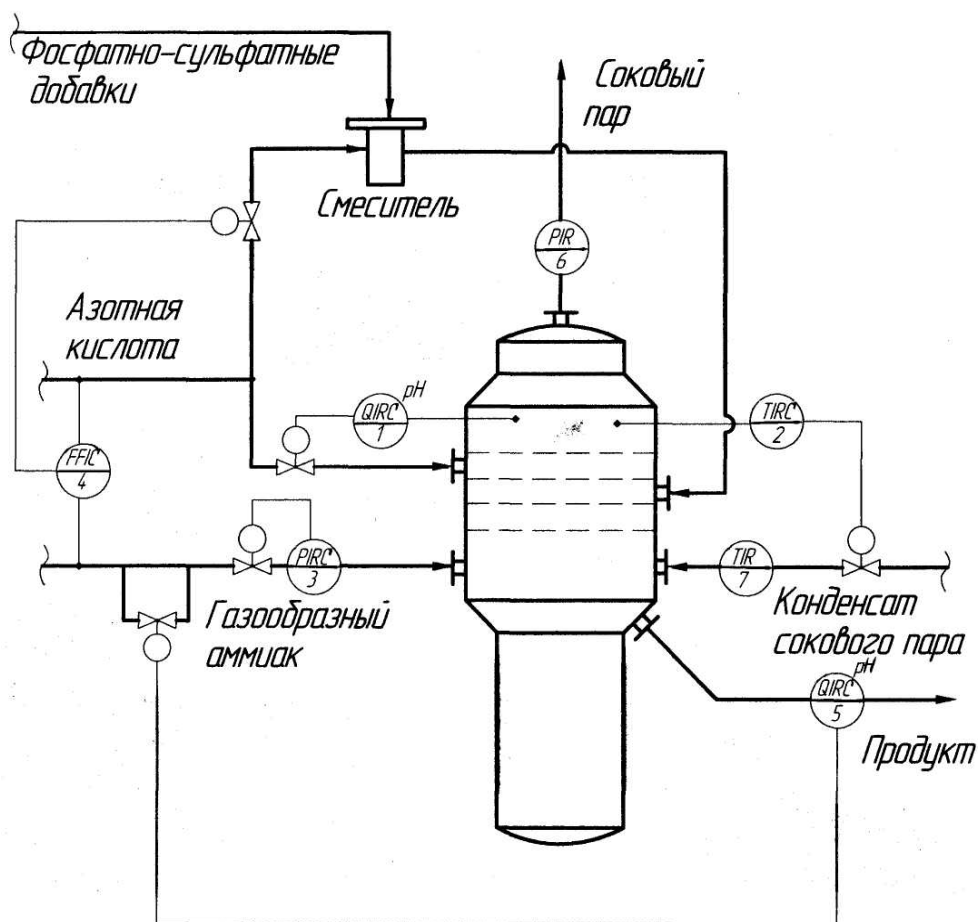 Фосфатно-сульфатные
добавки
Соковый
пар
Смеситель
PIR
6
Азотная
кислота
QIRC
1
pH
TIRC
2
FFIC
4
PIRC
3
TIR
7
Газообразный
аммиак
Конденсат
сокового пара
QIRC
5
pH
Продукт